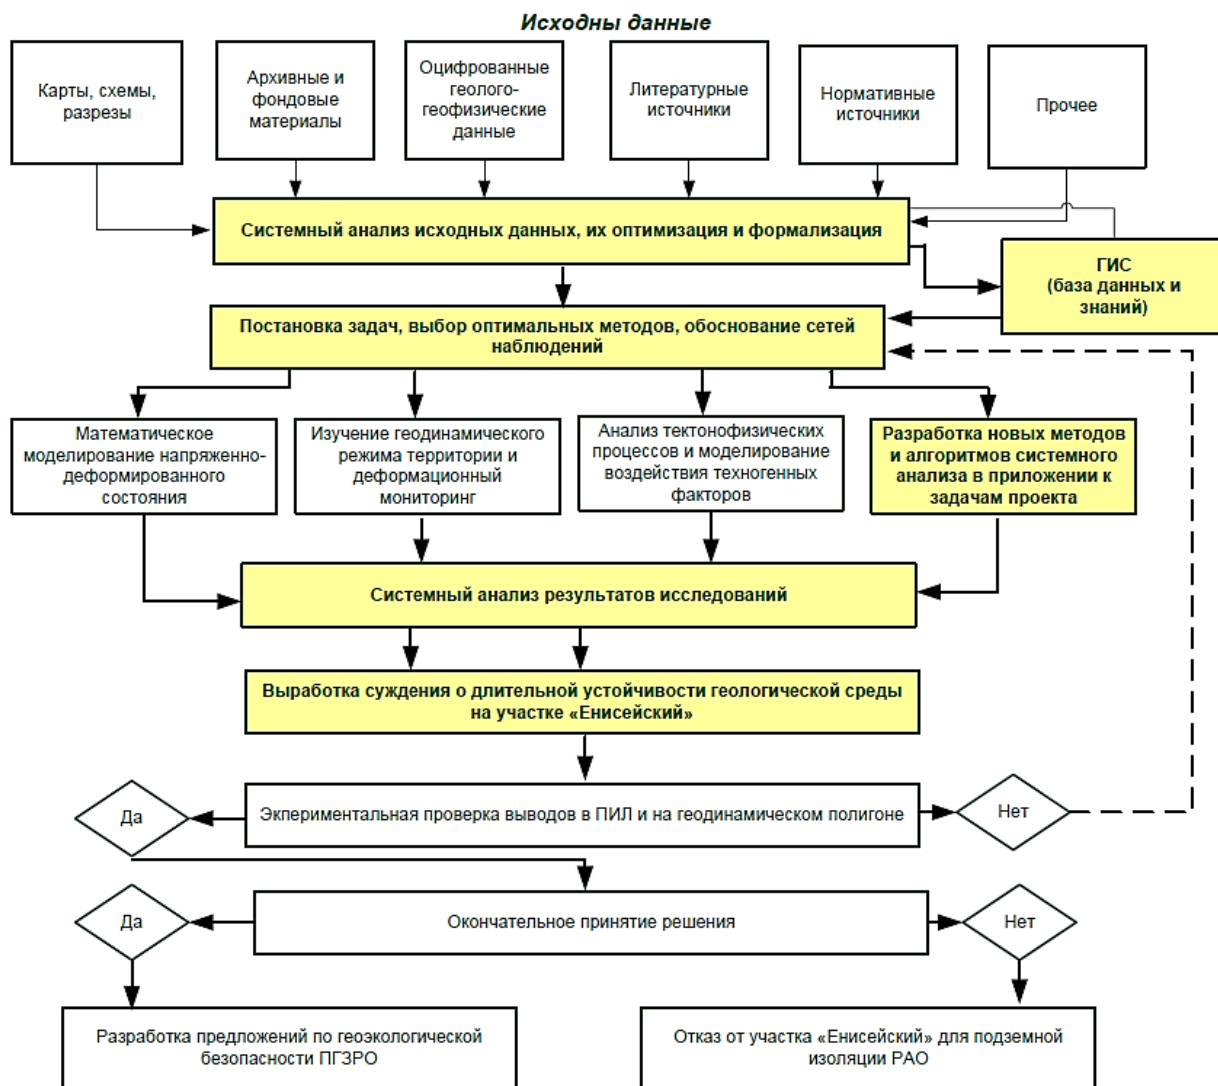 Исходны данные
Карты, схемы,
разрезы
Архивные и
фондовые
материалы
Оцифрованные
геолого-
геофизические
данные
Литературные
источники
Нормативные
источники
Прочее
Системный анализ исходных данных, их оптимизация и формализация
ГИС
(база данных и
знаний)
Постановка задач, выбор оптимальных методов, обоснование сетей
наблюдений
Математическое
моделирование напряженно-
деформированного
состояния
Изучение геодинамического
режима территории и
деформационный
мониторинг
Анализ тектонофизических
процессов и моделирование
воздействия техногенных
факторов
Разработка новых методов
и алгоритмов системного
анализа в приложении к
задачам проекта
Системный анализ результатов исследований
Выработка суждения о длительной устойчивости геологической среды
на участке «Енисейский»
Да
Экпериментальная проверка выводов в ПИЛ и на геодинамическом полигоне
Нет
Да
Окончательное принятие решения
Нет
Разработка предложений по геоэкологической
безопасности ПГЗРО
Отказ от участка «Енисейский» для подземной
изоляции РАО